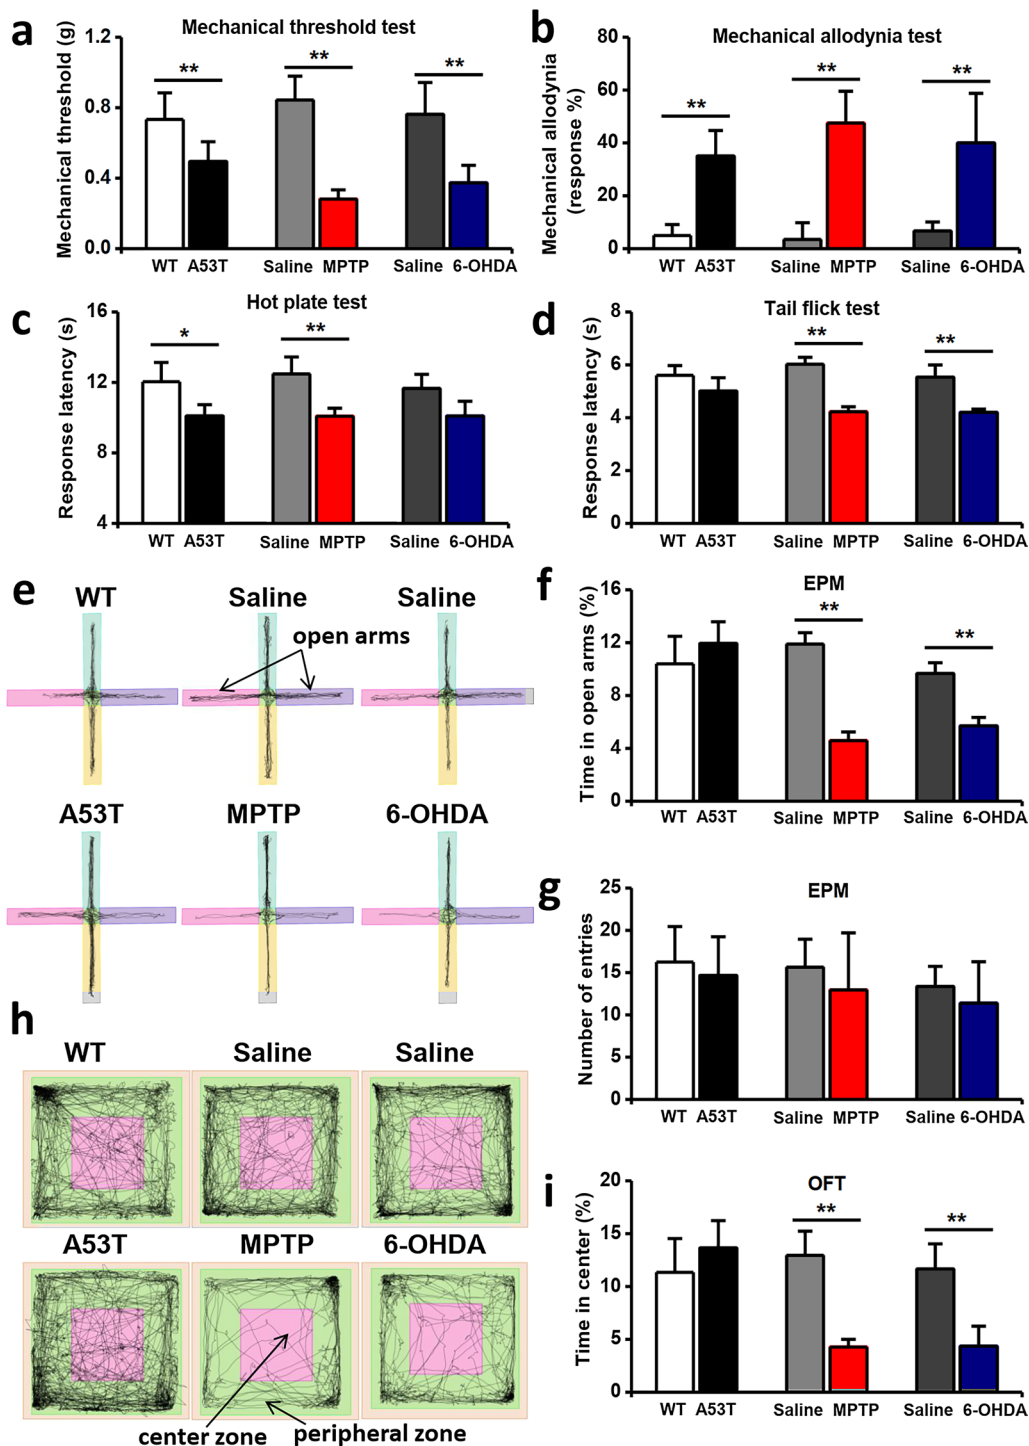 a
Mechanical threshold test
Mechanical threshold (g)
1.2
0.8
0.4
0.0
**
**
**
WT A53T Saline MPTP Saline 6-OHDA
b
Mechanical allodynia test
Mechanical allodynia
(response %)
80
60
40
20
0
**
**
**
WT A53T Saline MPTP Saline 6-OHDA
c
Hot plate test
Response latency (s)
16
12
8
4
*
**
WT A53T Saline MPTP Saline 6-OHDA
d
Tail flick test
Response latency (s)
8
6
4
2
0
**
**
WT A53T Saline MPTP Saline 6-OHDA
e
WT Saline Saline
open arms
A53T MPTP 6-OHDA
f
EPM
Time in open arms (%)
16
12
8
4
0
**
**
WT A53T Saline MPTP Saline 6-OHDA
g
EPM
Number of entries
25
20
15
10
5
0
WT A53T Saline MPTP Saline 6-OHDA
h
WT Saline Saline
A53T MPTP 6-OHDA
center zone peripheral zone
i
OFT
Time in center (%)
20
15
10
5
0
**
**
WT A53T Saline MPTP Saline 6-OHDA